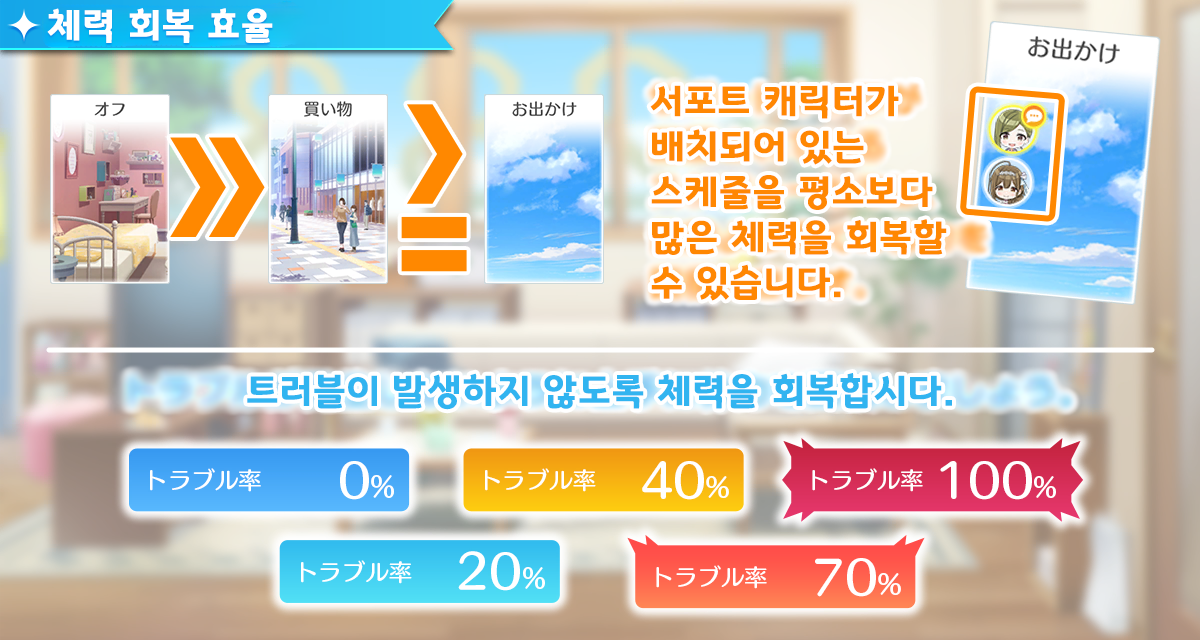 체력 회복 효율
オフ
買い物
お出かけ
서포트 캐릭터가
배치되어 있는
스케줄을 평소보다
많은 체력을 회복할
수 있습니다.
お出かけ
트러블이 발생하지 않도록 체력을 회복합시다.
トラブル率 0%
トラブル率 40%
トラブル率 100%
トラブル率 20%
トラブル率 70%